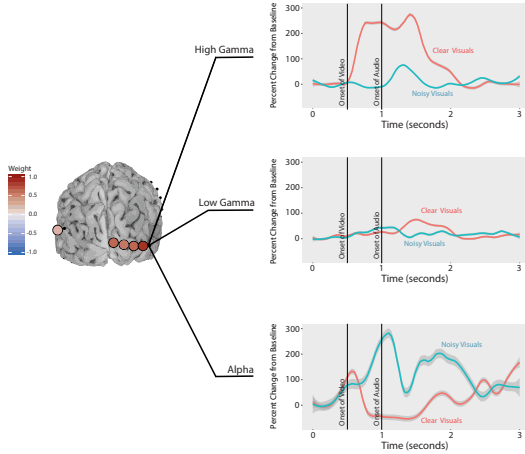 High Gamma
Low Gamma
Alpha
Weight
1.0
0.5
0.0
-0.5
-1.0
Percent Change from Baseline
300
200
100
0
Onset of Video
Onset of Audio
Clear Visuals
Noisy Visuals
0 1 2 3
Time (seconds)
Percent Change from Baseline
300
200
100
0
Onset of Video
Onset of Audio
Clear Visuals
Noisy Visuals
0 1 2 3
Time (seconds)
Percent Change from Baseline
300
200
100
0
Onset of Video
Onset of Audio
Noisy Visuals
Clear Visuals
0 1 2 3
Time (seconds)